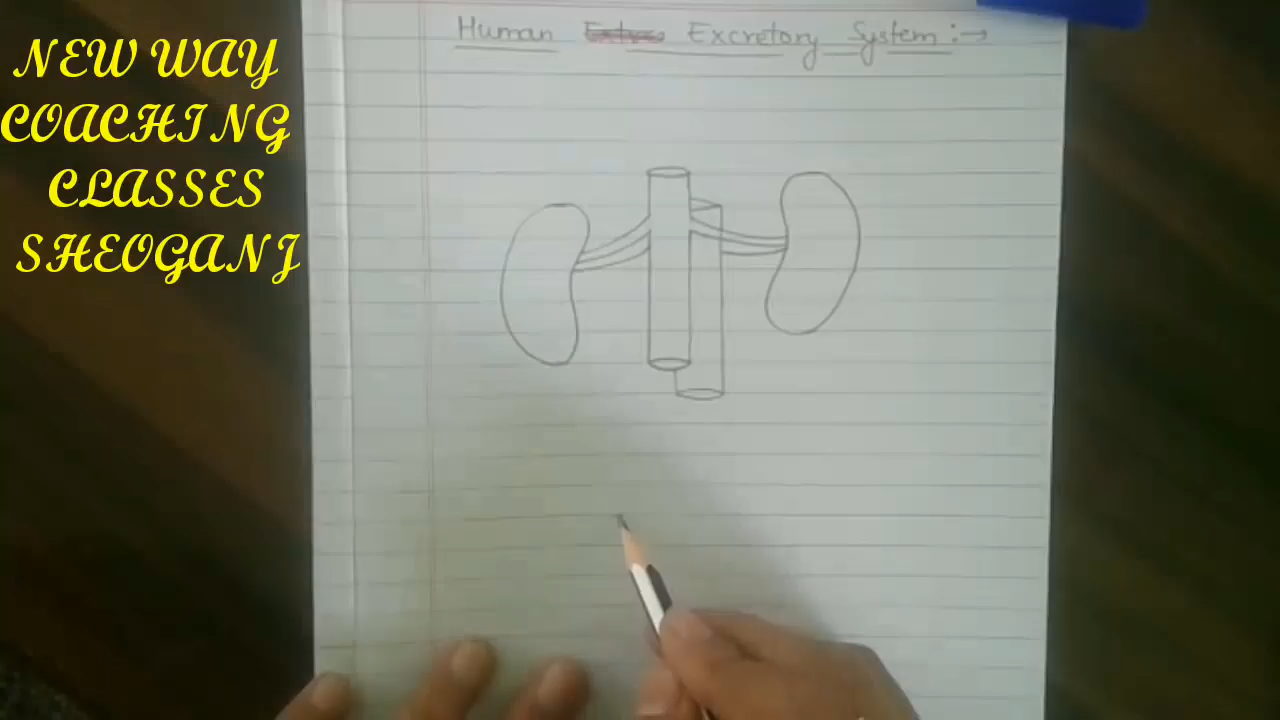 NEW WAY
COACHING
CLASSES
SHEOGANJ
Human Excretory System :→